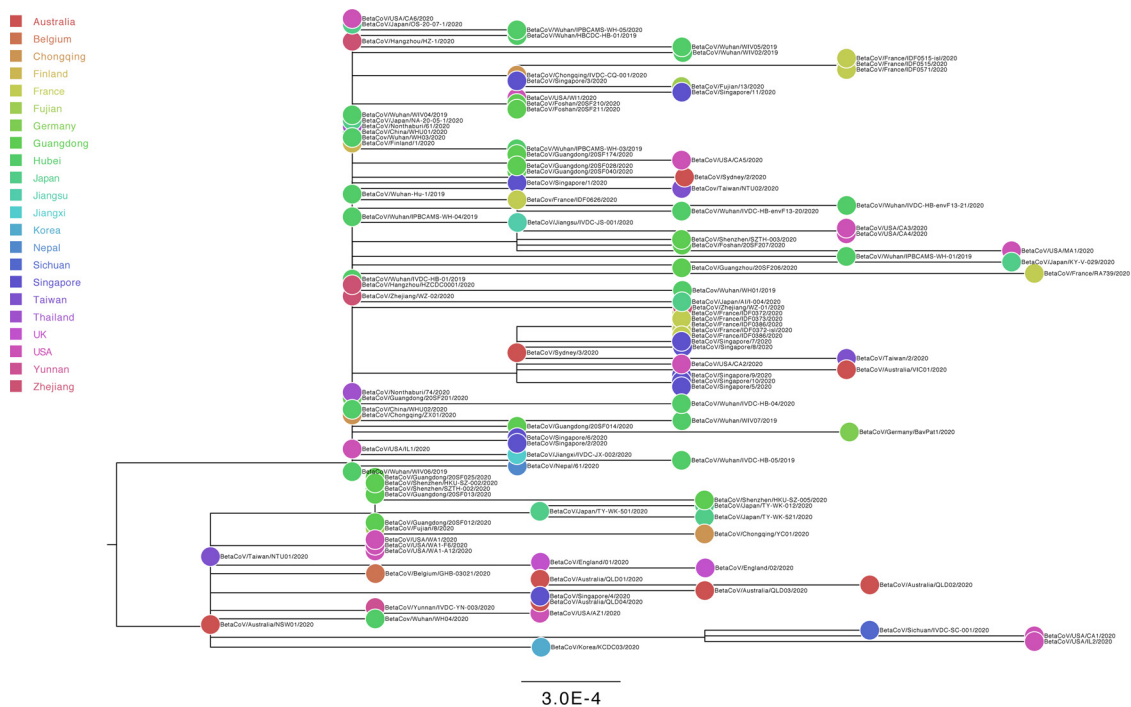 Australia
Belgium
Chongqing
Finland
France
Fujian
Germany
Guangdong
Hubei
Japan
Jiangsu
Jiangxi
Korea
Nepal
Sichuan
Singapore
Taiwan
Thailand
UK
USA
Yunnan
Zhejiang
BetaCoV/USA/CA6/2020
BetaCoV/Japan/OS-20-07-1/2020
BetaCoV/Wuhan/IPBCAMS-WH-05/2020
BetaCoV/Wuhan/HBCDC-HB-01/2019
BetaCoV/Hangzhou/HZ-1/2020
BetaCoV/Wuhan/WIV05/2019
BetaCoV/Wuhan/WIV02/2019
BetaCoV/France/IDF0515-isl/2020
BetaCoV/France/IDF0515/2020
BetaCoV/France/IDF0571/2020
BetaCoV/Chongqing/IVDC-CQ-001/2020
BetaCoV/Singapore/3/2020
BetaCoV/Fujian/13/2020
BetaCoV/Singapore/11/2020
BetaCoV/USA/WI1/2020
BetaCoV/Foshan/20SF210/2020
BetaCoV/Foshan/20SF211/2020
BetaCoV/Wuhan/WIV04/2019
BetaCoV/Japan/NA-20-05-1/2020
BetaCoV/Nonthaburi/61/2020
BetaCoV/China/WHU01/2020
BetaCov/Wuhan/WH03/2020
BetaCoV/Finland/1/2020
BetaCoV/Wuhan/IPBCAMS-WH-03/2019
BetaCoV/Guangdong/20SF174/2020
BetaCoV/USA/CA5/2020
BetaCoV/Guangdong/20SF028/2020
BetaCoV/Guangdong/20SF040/2020
BetaCoV/Sydney/2/2020
BetaCoV/Singapore/1/2020
BetaCoV/Taiwan/NTU02/2020
BetaCoV/Wuhan-Hu-1/2019
BetaCov/France/IDF0626/2020
BetaCoV/Wuhan/IVDC-HB-envF13-21/2020
BetaCoV/Wuhan/IVDC-HB-envF13-20/2020
BetaCoV/Wuhan/IPBCAMS-WH-04/2019
BetaCoV/Jiangsu/IVDC-JS-001/2020
BetaCoV/USA/CA3/2020
BetaCoV/USA/CA4/2020
BetaCoV/Shenzhen/SZTH-003/2020
BetaCoV/Foshan/20SF207/2020
BetaCoV/USA/MA1/2020
BetaCoV/Wuhan/IPBCAMS-WH-01/2019
BetaCoV/Japan/KY-V-029/2020
BetaCoV/Guangzhou/20SF206/2020
BetaCoV/France/RA739/2020
BetaCoV/Wuhan/IVDC-HB-01/2019
BetaCoV/Hangzhou/HZCDC0001/2020
BetaCov/Wuhan/WH01/2019
BetaCoV/Zhejiang/WZ-02/2020
BetaCoV/Japan/AI/I-004/2020
BetaCoV/Zhejiang/WZ-01/2020
BetaCoV/France/IDF0372/2020
BetaCoV/France/IDF0373/2020
BetaCoV/France/IDF0386/2020
BetaCoV/France/IDF0372-isl/2020
BetaCoV/France/IDF0386/2020
BetaCoV/Singapore/7/2020
BetaCoV/Singapore/8/2020
BetaCoV/Sydney/3/2020
BetaCoV/Taiwan/2/2020
BetaCoV/USA/CA2/2020
BetaCoV/Australia/VIC01/2020
BetaCoV/Singapore/9/2020
BetaCoV/Singapore/10/2020
BetaCoV/Singapore/5/2020
BetaCoV/Nonthaburi/74/2020
BetaCoV/Guangdong/20SF201/2020
BetaCoV/Wuhan/IVDC-HB-04/2020
BetaCoV/China/WHU02/2020
BetaCoV/Chongqing/ZX01/2020
BetaCoV/Wuhan/WIV07/2019
BetaCoV/Guangdong/20SF014/2020
BetaCoV/Germany/BavPat1/2020
BetaCoV/Singapore/6/2020
BetaCoV/Singapore/2/2020
BetaCoV/USA/IL1/2020
BetaCoV/Jiangxi/IVDC-JX-002/2020
BetaCoV/Wuhan/IVDC-HB-05/2019
BetaCoV/Nepal/61/2020
BetaCoV/Wuhan/WIV06/2019
BetaCoV/Guangdong/20SF025/2020
BetaCoV/Shenzhen/HKU-SZ-002/2020
BetaCoV/Shenzhen/SZTH-002/2020
BetaCoV/Guangdong/20SF013/2020
BetaCoV/Shenzhen/HKU-SZ-005/2020
BetaCoV/Japan/TY-WK-012/2020
BetaCoV/Japan/TY-WK-501/2020
BetaCoV/Japan/TY-WK-521/2020
BetaCoV/Guangdong/20SF012/2020
BetaCoV/Fujian/8/2020
BetaCoV/Chongqing/YC01/2020
BetaCoV/USA/WA1/2020
BetaCoV/USA/WA1-F6/2020
BetaCoV/USA/WA1-A12/2020
BetaCoV/Taiwan/NTU01/2020
BetaCoV/England/01/2020
BetaCoV/England/02/2020
BetaCoV/Belgium/GHB-03021/2020
BetaCoV/Australia/QLD01/2020
BetaCoV/Australia/QLD02/2020
BetaCoV/Australia/QLD03/2020
BetaCoV/Singapore/4/2020
BetaCoV/Australia/QLD04/2020
BetaCoV/Yunnan/IVDC-YN-003/2020
BetaCoV/USA/AZ1/2020
BetaCov/Wuhan/WH04/2020
BetaCoV/Australia/NSW01/2020
BetaCoV/Sichuan/IVDC-SC-001/2020
BetaCoV/USA/CA1/2020
BetaCoV/USA/IL2/2020
BetaCoV/Korea/KCDC03/2020
3.0E-4